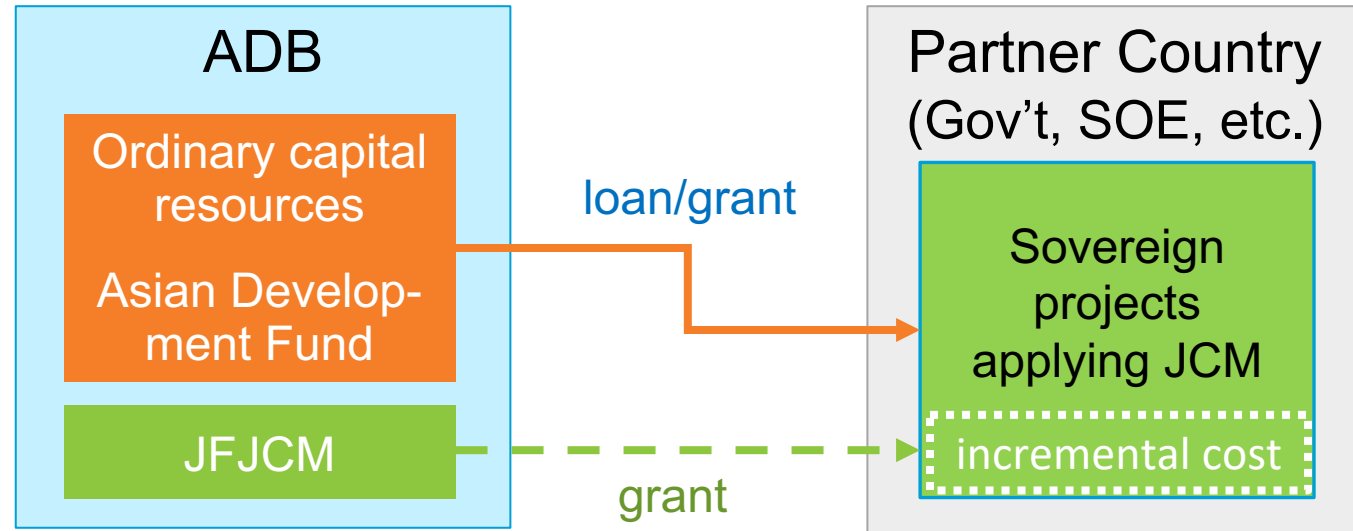 ADB
Ordinary capital
resources
Asian Develop-
ment Fund
JFJCM
loan/grant
grant
Partner Country
(Gov't, SOE, etc.)
Sovereign
projects
applying JCM
incremental cost